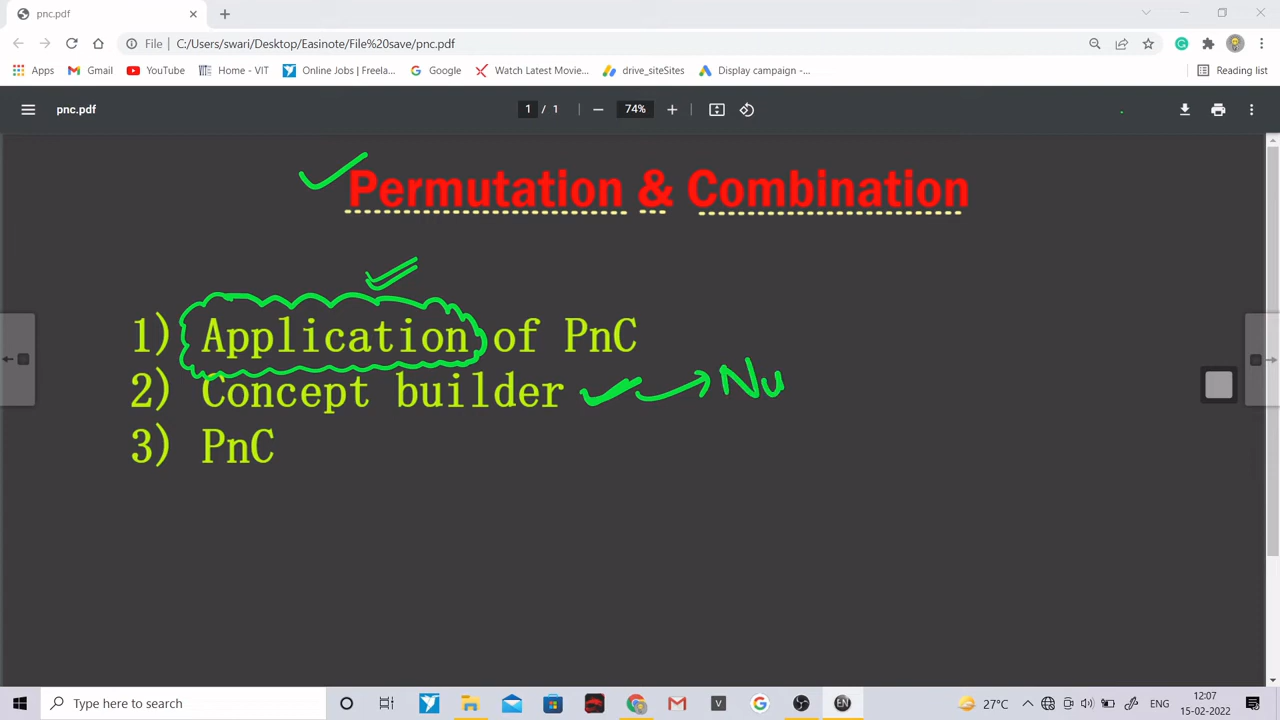 pnc.pdf
File C:/Users/swari/Desktop/Easinote/File%20save/pnc.pdf
Apps Gmail YouTube Home - VIT Online Jobs | Freela... Google Watch Latest Movie... drive_siteSites Display campaign -... Reading list
pnc.pdf 1 / 1 74%
Permutation & Combination
1) Application of PnC
2) Concept builder Nu
3) PnC
Type here to search EN V 27°C ENG 12:07
15-02-2022